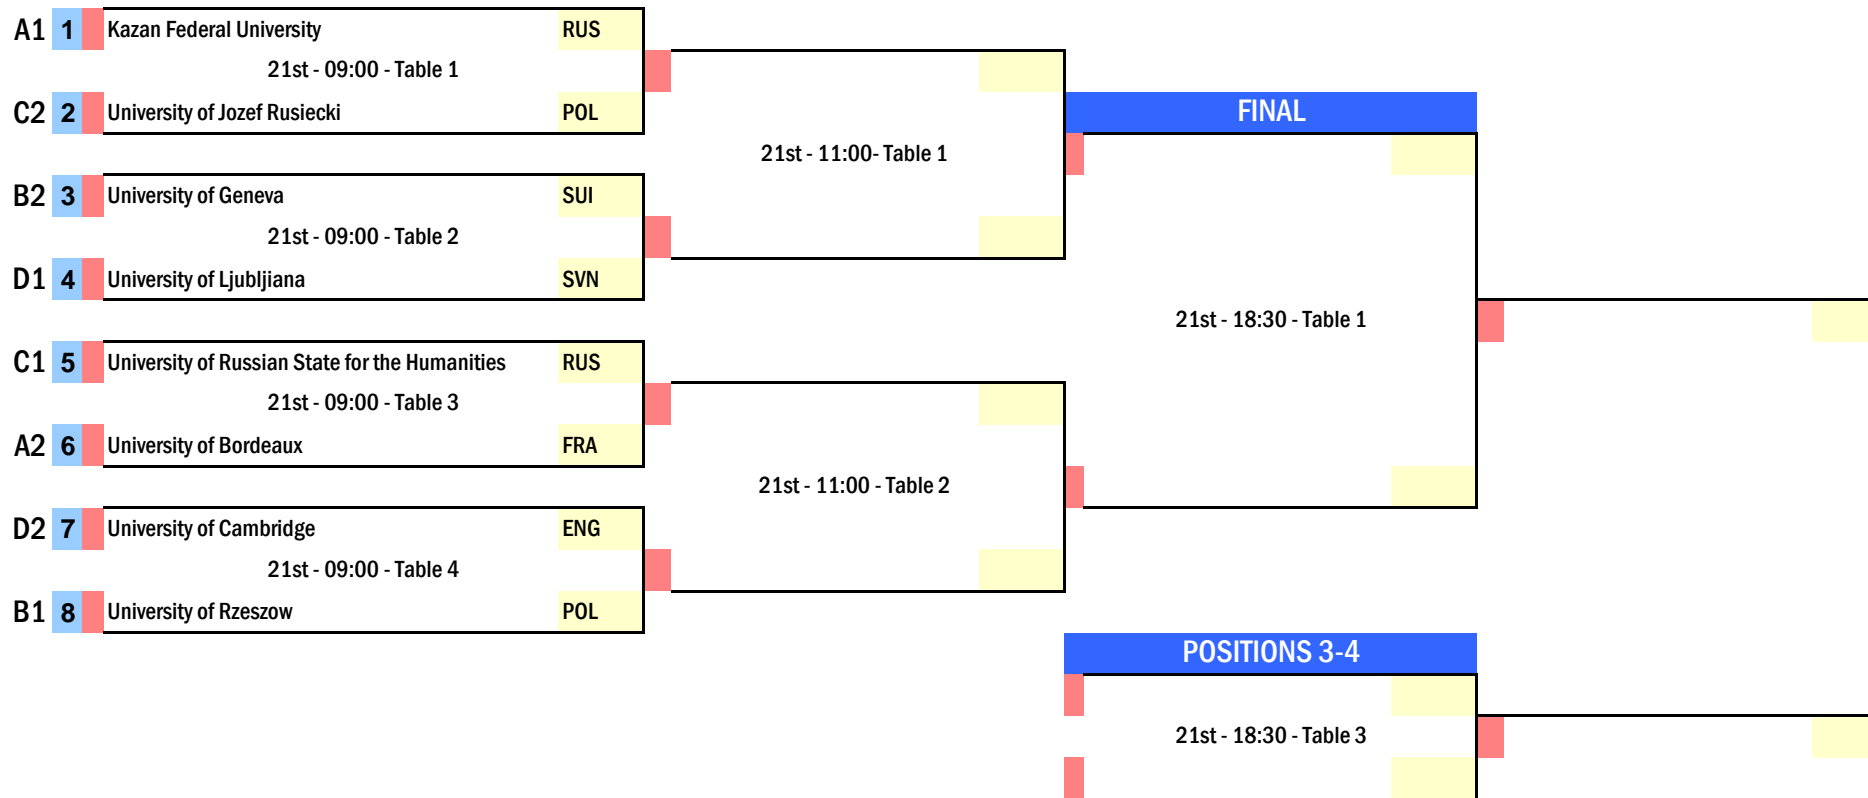 A1 1 Kazan Federal University RUS
21st - 09:00 - Table 1
C2 2 University of Jozef Rusiecki POL
B2 3 University of Geneva SUI
21st - 09:00 - Table 2
D1 4 University of Ljubljiana SVN
C1 5 University of Russian State for the Humanities RUS
21st - 09:00 - Table 3
A2 6 University of Bordeaux FRA
D2 7 University of Cambridge ENG
21st - 09:00 - Table 4
B1 8 University of Rzeszow POL
21st - 11:00- Table 1
21st - 11:00 - Table 2
FINAL
21st - 18:30 - Table 1
POSITIONS 3-4
21st - 18:30 - Table 3